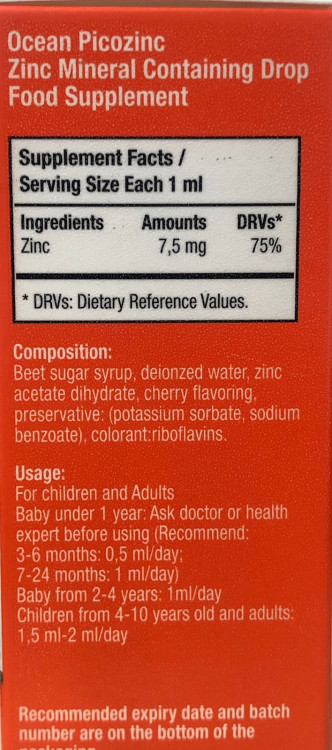 Ocean Picozinc
Zinc Mineral Containing Drop
Food Supplement
Supplement Facts /
Serving Size Each 1 ml
Ingredients Amounts DRVs*
Zinc 7,5 mg 75%
* DRVs: Dietary Reference Values.
Composition:
Beet sugar syrup, deionzed water, zinc
acetate dihydrate, cherry flavoring,
preservative: (potassium sorbate, sodium
benzoate), colorant:riboflavins.
Usage:
For children and Adults
Baby under 1 year: Ask doctor or health
expert before using (Recommend:
3-6 months: 0,5 ml/day;
7-24 months: 1 ml/day)
Baby from 2-4 years: 1ml/day
Children from 4-10 years old and adults:
1,5 ml-2 ml/day
Recommended expiry date and batch
number are on the bottom of the